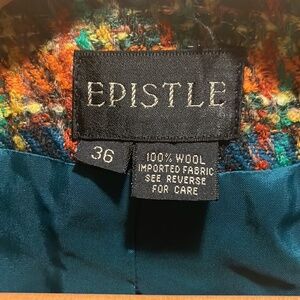 EPISTLE
36
100% WOOL
IMPORTED FABRIC
SEE REVERSE
FOR CARE